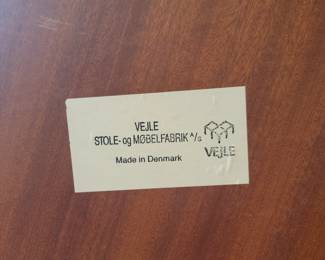 VEJLE
STOLE- og MØBELFABRIK A/S
Made in Denmark
VEJLE